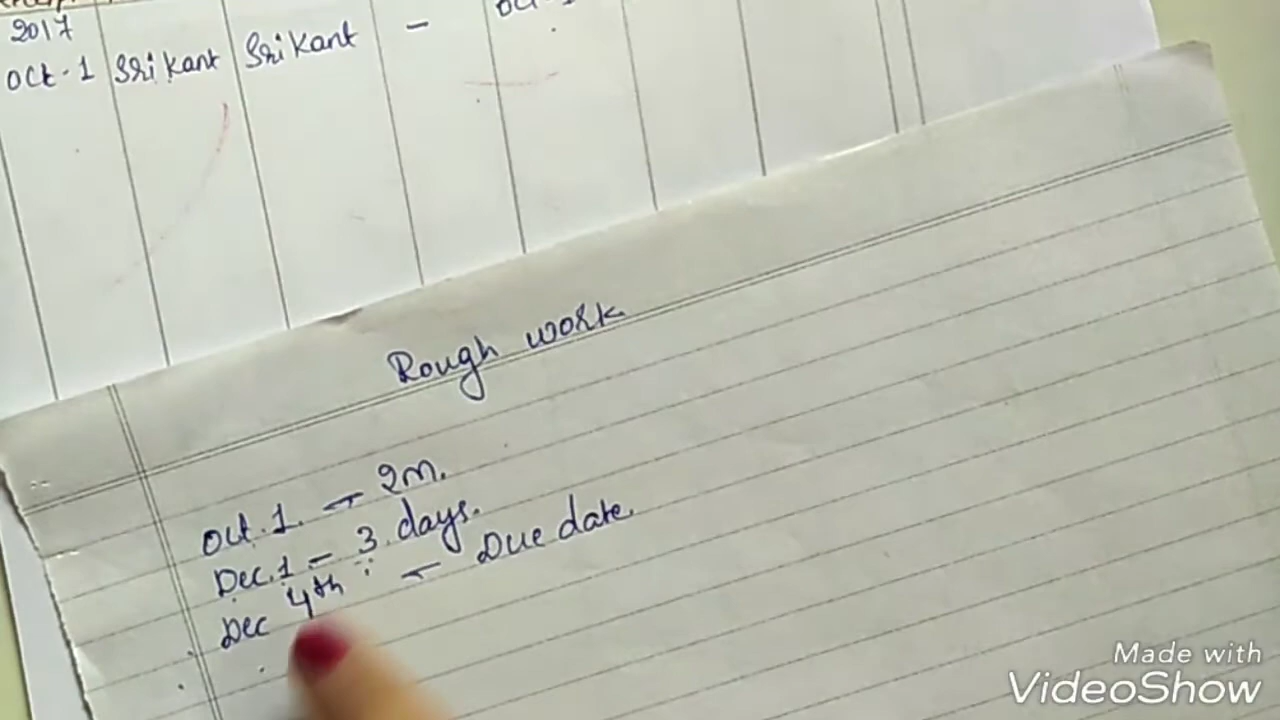 2017
Oct. 1 Srikant Srikant -
Rough work
Oct. 1. - 2m.
Dec. 1 - 3 days.
Dec 4th - Due date.
Made with
VideoShow